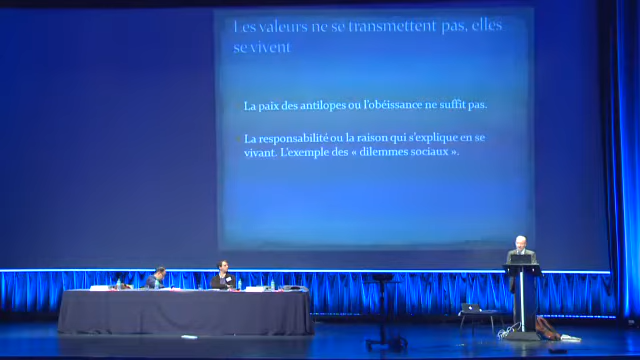 Les valeurs ne se transmettent pas, elles
se vivent
La paix des antilopes ou l'obéissance ne suffit pas.
La responsabilité ou la raison qui s'explique en se
vivant. L'exemple des « dilemmes sociaux ».